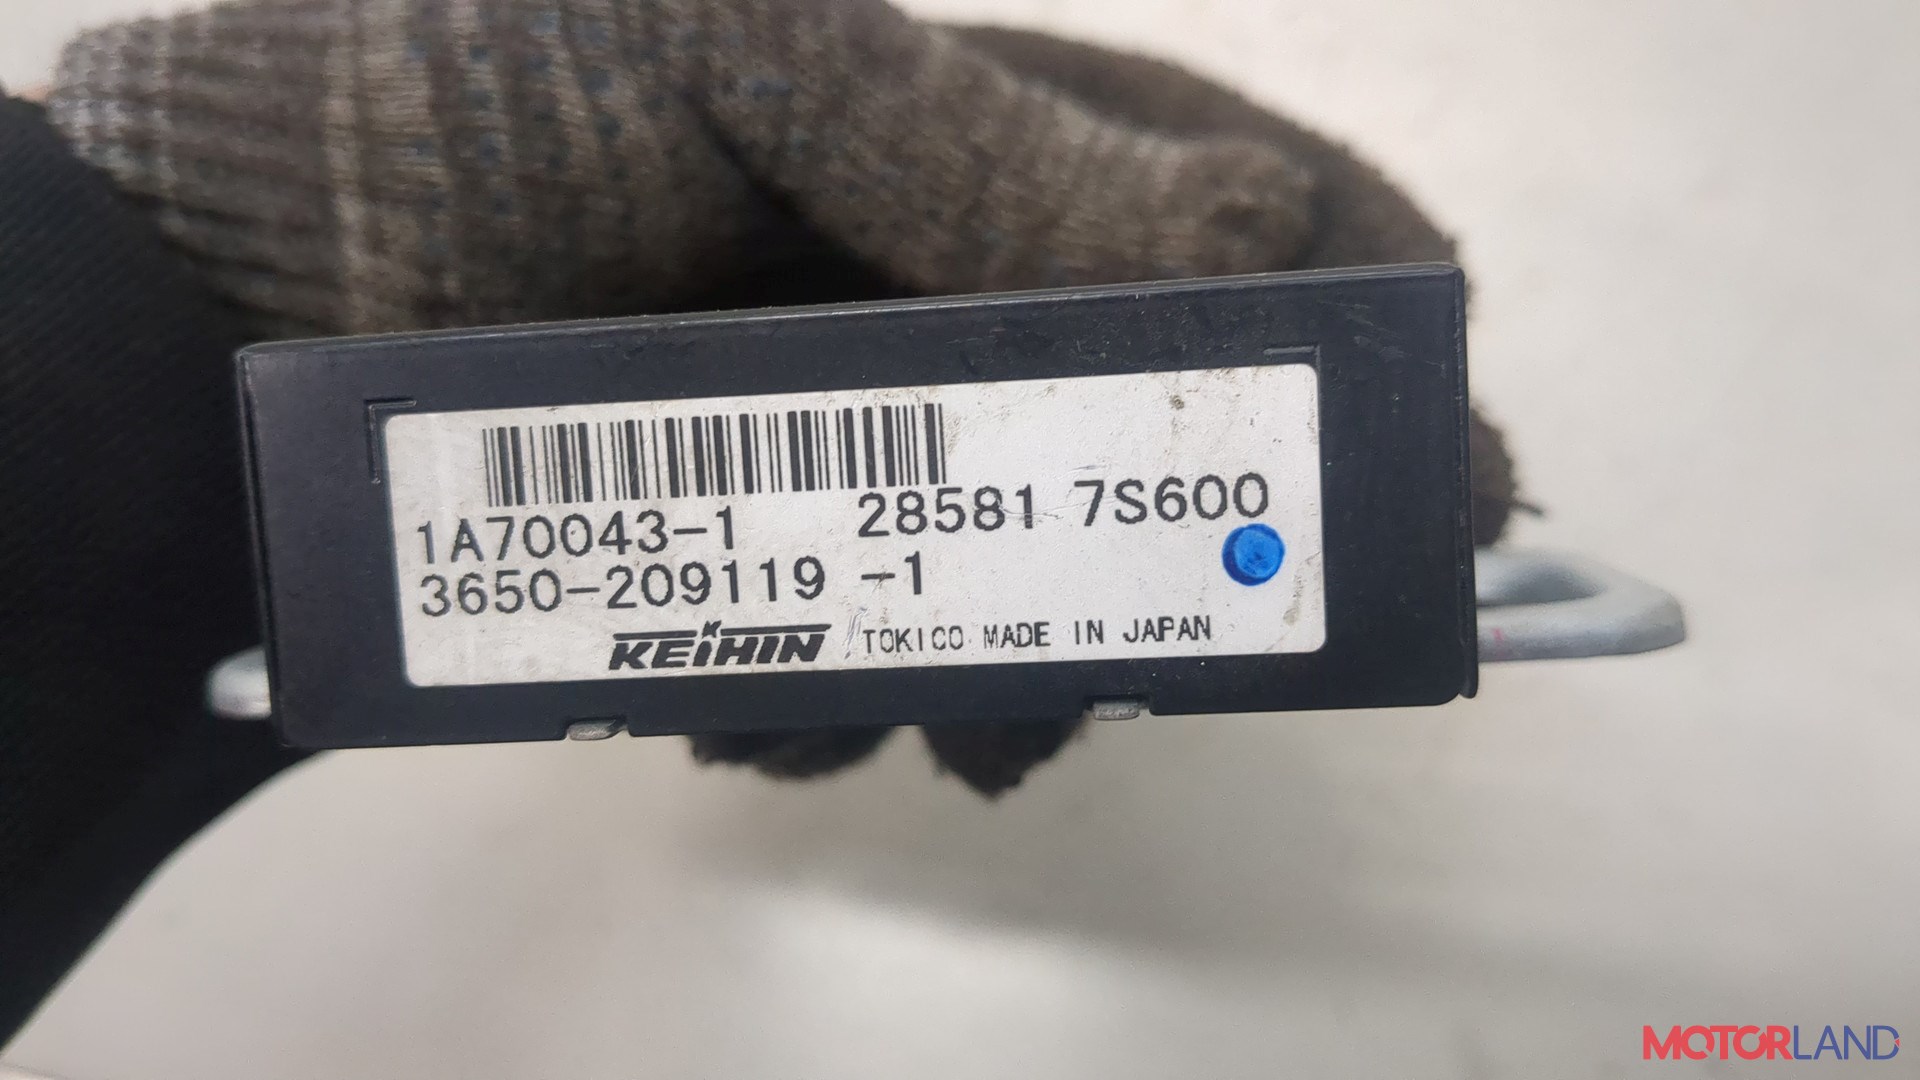 1A70043-1 28581 7S600
3650-209119 -1
KEIHIN TOKICO MADE IN JAPAN
MOTORLAND